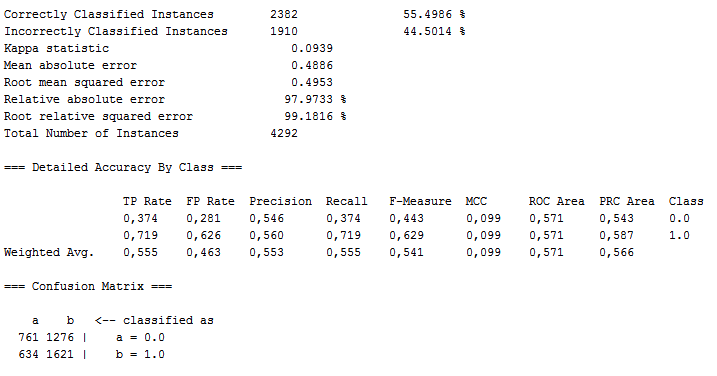 Correctly Classified Instances 2382 55.4986 %
Incorrectly Classified Instances 1910 44.5014 %
Kappa statistic 0.0939
Mean absolute error 0.4886
Root mean squared error 0.4953
Relative absolute error 97.9733 %
Root relative squared error 99.1816 %
Total Number of Instances 4292
=== Detailed Accuracy By Class ===
TP Rate FP Rate Precision Recall F-Measure MCC ROC Area PRC Area Class
0,374 0,281 0,546 0,374 0,443 0,099 0,571 0,543 0.0
0,719 0,626 0,560 0,719 0,629 0,099 0,571 0,587 1.0
Weighted Avg. 0,555 0,463 0,553 0,555 0,541 0,099 0,571 0,566
=== Confusion Matrix ===
a b <-- classified as
761 1276 | a = 0.0
634 1621 | b = 1.0